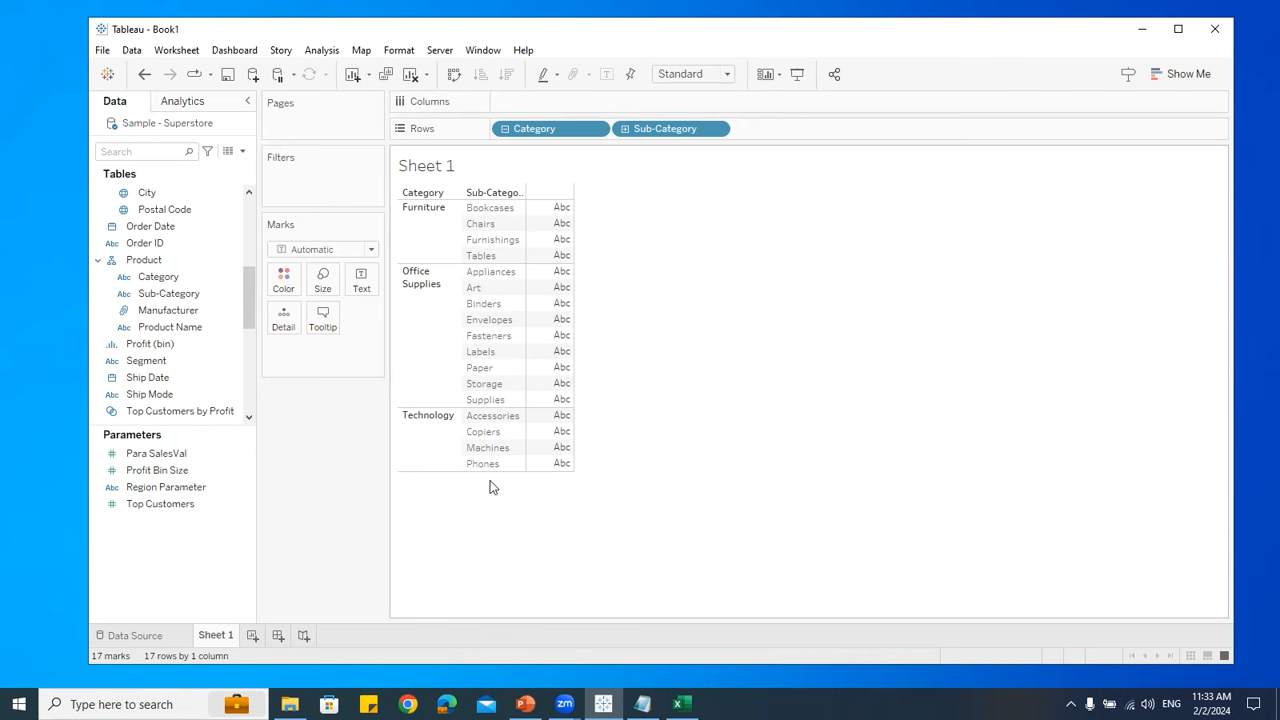 Tableau - Book1
File Data Worksheet Dashboard Story Analysis Map Format Server Window Help
Standard
Show Me
Data Analytics
Pages
Columns
Sample - Superstore
Rows Category Sub-Category
Search
Filters
Sheet 1
Tables
City
Postal Code
Order Date
Order ID
Product
Abc Category
Abc Sub-Category
Manufacturer
Abc Product Name
Profit (bin)
Abc Segment
Ship Date
Abc Ship Mode
Top Customers by Profit
Marks
Automatic
Color Size Text
Detail Tooltip
Category Sub-Catego..
Furniture Bookcases Abc
Chairs Abc
Furnishings Abc
Tables Abc
Office Supplies Appliances Abc
Art Abc
Binders Abc
Envelopes Abc
Fasteners Abc
Labels Abc
Paper Abc
Storage Abc
Supplies Abc
Technology Accessories Abc
Copiers Abc
Machines Abc
Phones Abc
Parameters
# Para SalesVal
# Profit Bin Size
Abc Region Parameter
# Top Customers
Data Source Sheet 1
17 marks 17 rows by 1 column
Type here to search
ENG
11:33 AM
2/2/2024